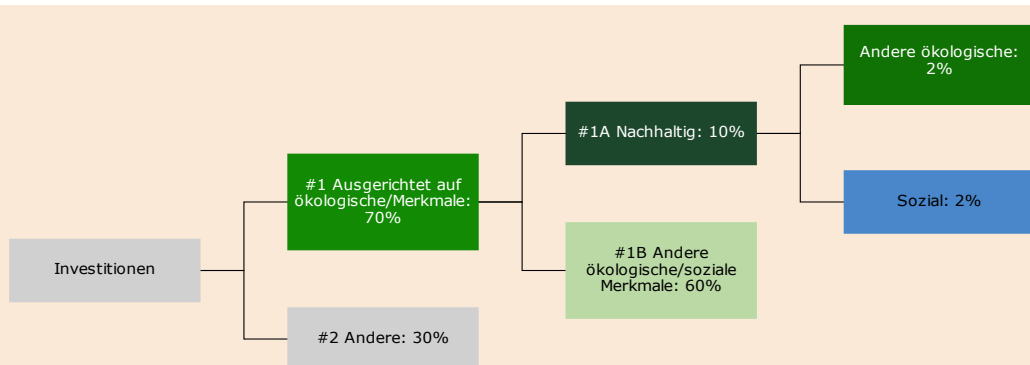 Investitionen
#1 Ausgerichtet auf
ökologische/Merkmale:
70%
#2 Andere: 30%
#1A Nachhaltig: 10%
#1B Andere
ökologische/soziale
Merkmale: 60%
Andere ökologische:
2%
Sozial: 2%